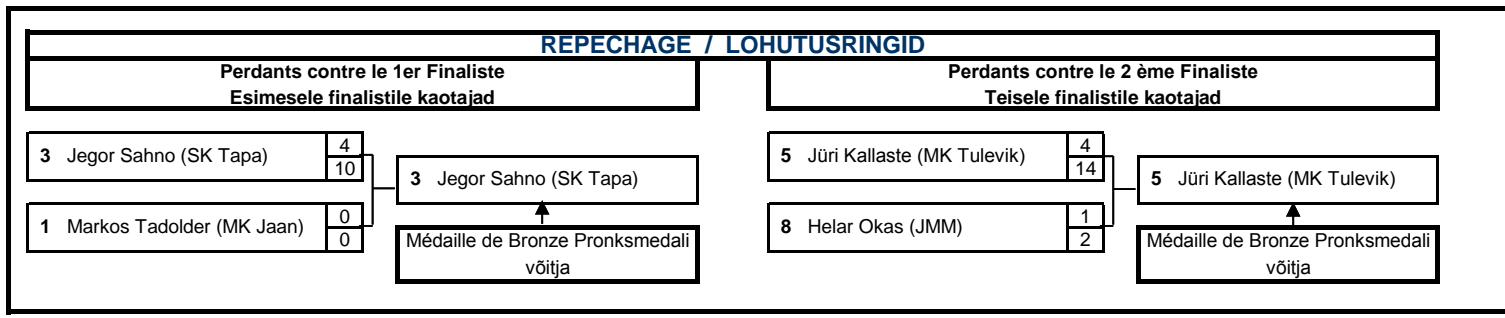 REPECHAGE / LOHUTUSRINGID
Perdants contre le 1er Finaliste
Esimesele finalistile kaotajad
3 Jegor Sahno (SK Tapa) 4
10
3 Jegor Sahno (SK Tapa)
1 Markos Tadolder (MK Jaan) 0
0
Médaille de Bronze Pronksmedali
võitja
Perdants contre le 2 ème Finaliste
Teisele finalistile kaotajad
5 Jüri Kallaste (MK Tulevik) 4
14
5 Jüri Kallaste (MK Tulevik)
8 Helar Okas (JMM) 1
2
Médaille de Bronze Pronksmedali
võitja